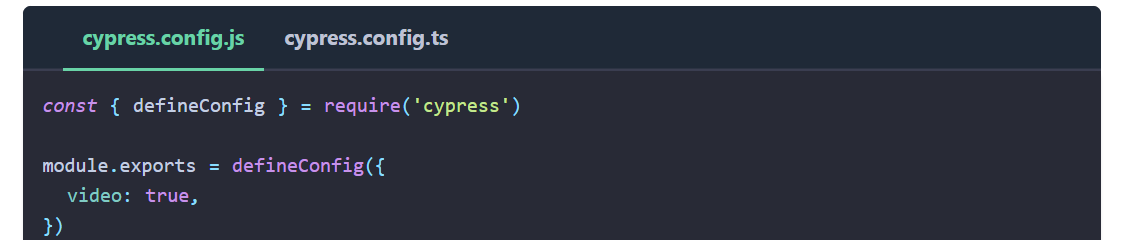 cypress.config.js cypress.config.ts
const { defineConfig } = require('cypress')
module.exports = defineConfig({
  video: true,
})